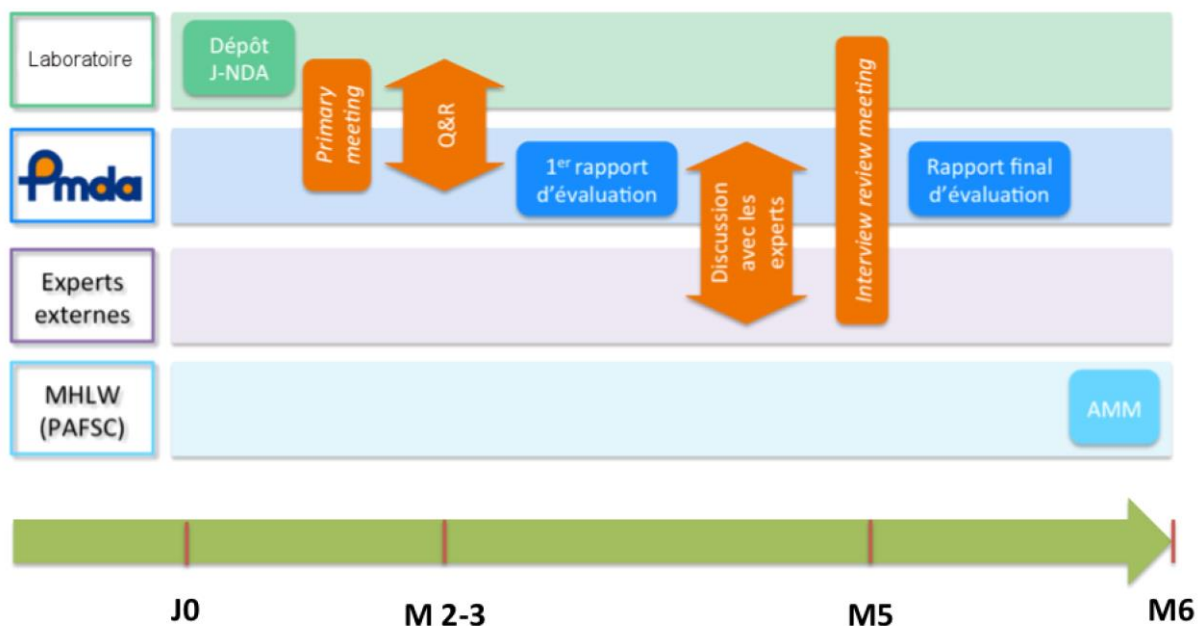 Laboratoire
Dépôt
J-NDA
Primary
meeting
Q&R
Interview review meeting
Pmda
1er rapport
d'évaluation
Discussion
avec les
experts
Rapport final
d'évaluation
Experts
externes
MHLW
(PAFSC)
AMM
J0
M 2-3
M5
M6